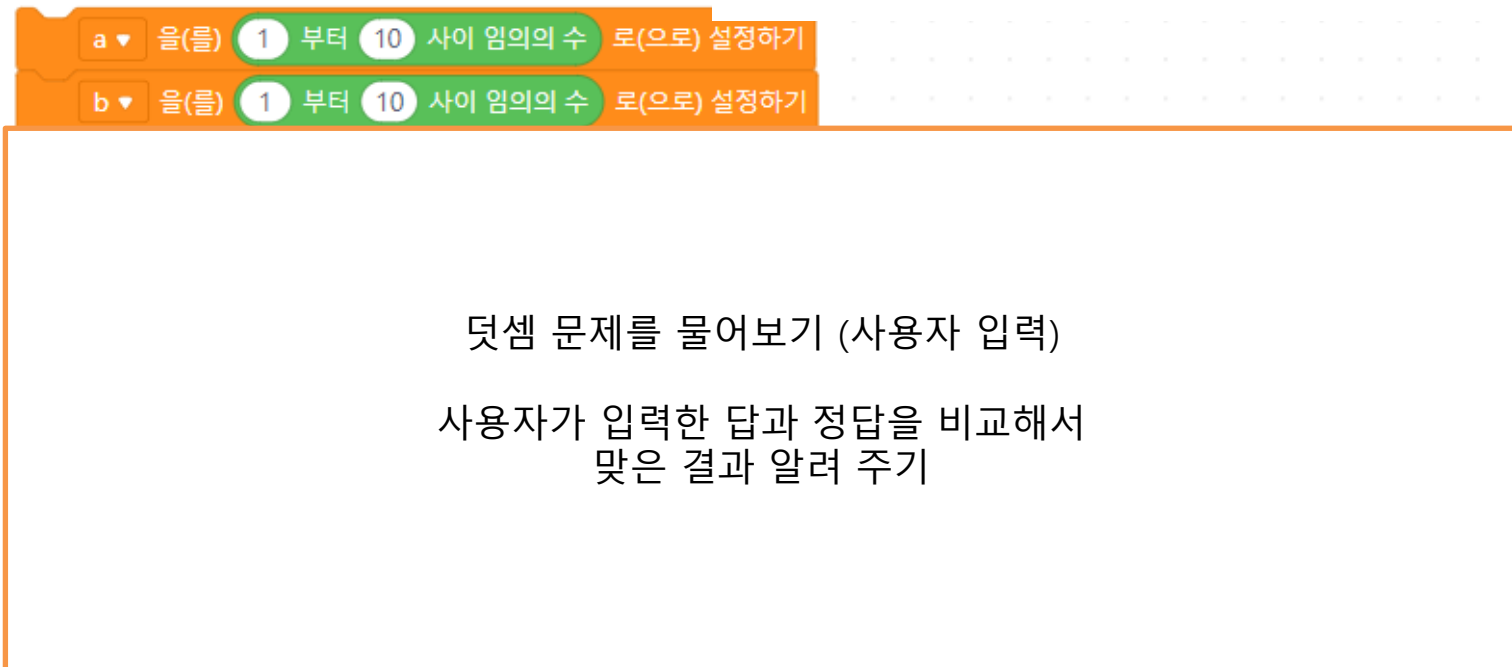 a ▼ 을(를) 1 부터 10 사이 임의의 수 로(으로) 설정하기
b ▼ 을(를) 1 부터 10 사이 임의의 수 로(으로) 설정하기
덧셈 문제를 물어보기 (사용자 입력)
사용자가 입력한 답과 정답을 비교해서
맞은 결과 알려 주기